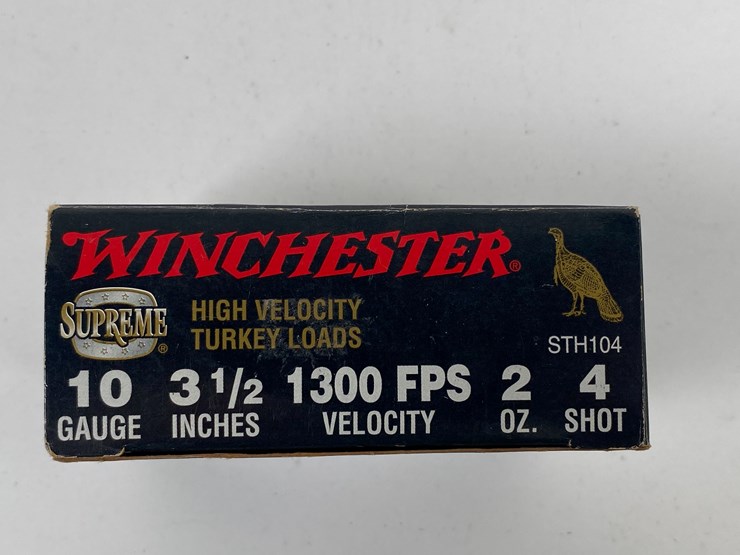 WINCHESTER®
SUPREME®
HIGH VELOCITY
TURKEY LOADS
STH104
10 3 1/2 1300 FPS 2 4
GAUGE INCHES VELOCITY OZ. SHOT